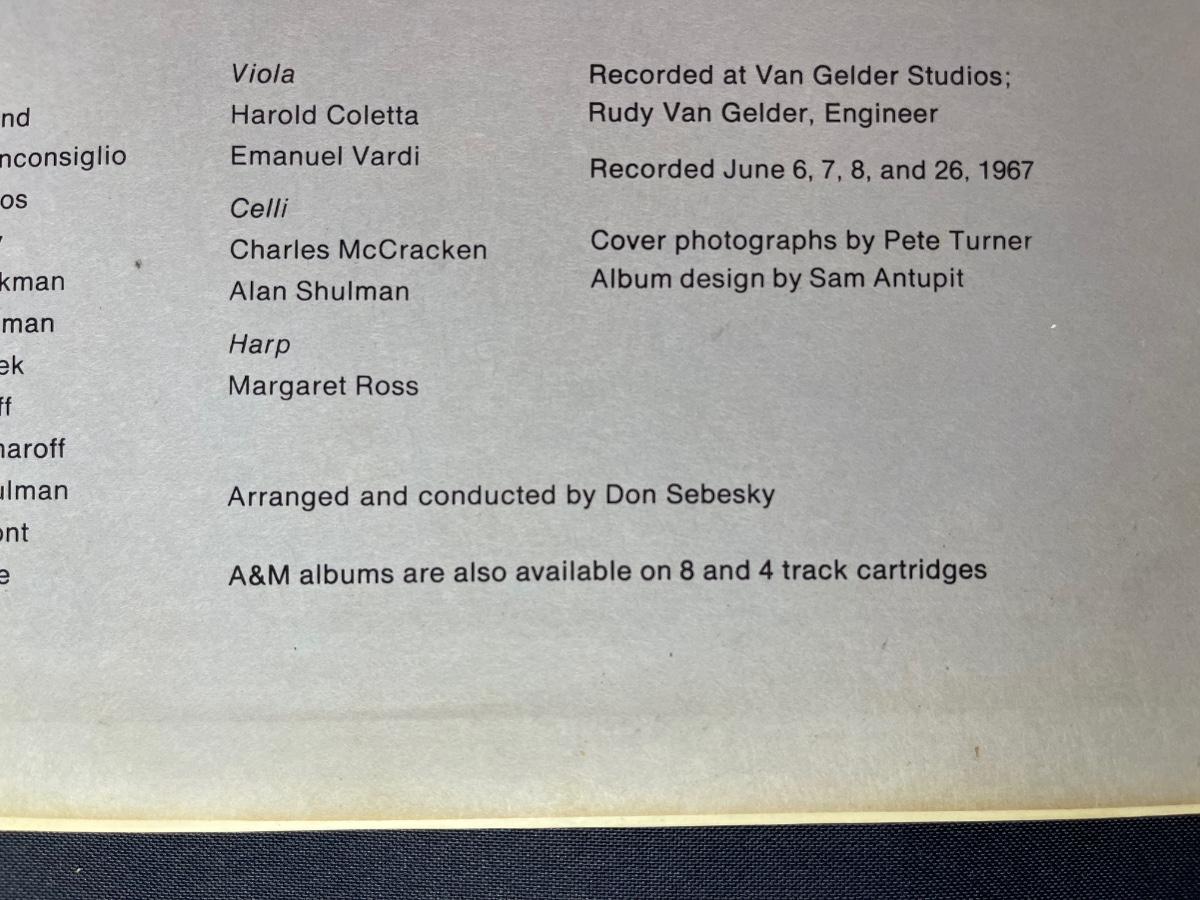 nd
nconsiglio
os
kman
man
ek
ff
naroff
ulman
ont
e
Viola
Harold Coletta
Emanuel Vardi
Celli
Charles McCracken
Alan Shulman
Harp
Margaret Ross
Arranged and conducted by Don Sebesky
A&M albums are also available on 8 and 4 track cartridges
Recorded at Van Gelder Studios;
Rudy Van Gelder, Engineer
Recorded June 6, 7, 8, and 26, 1967
Cover photographs by Pete Turner
Album design by Sam Antupit